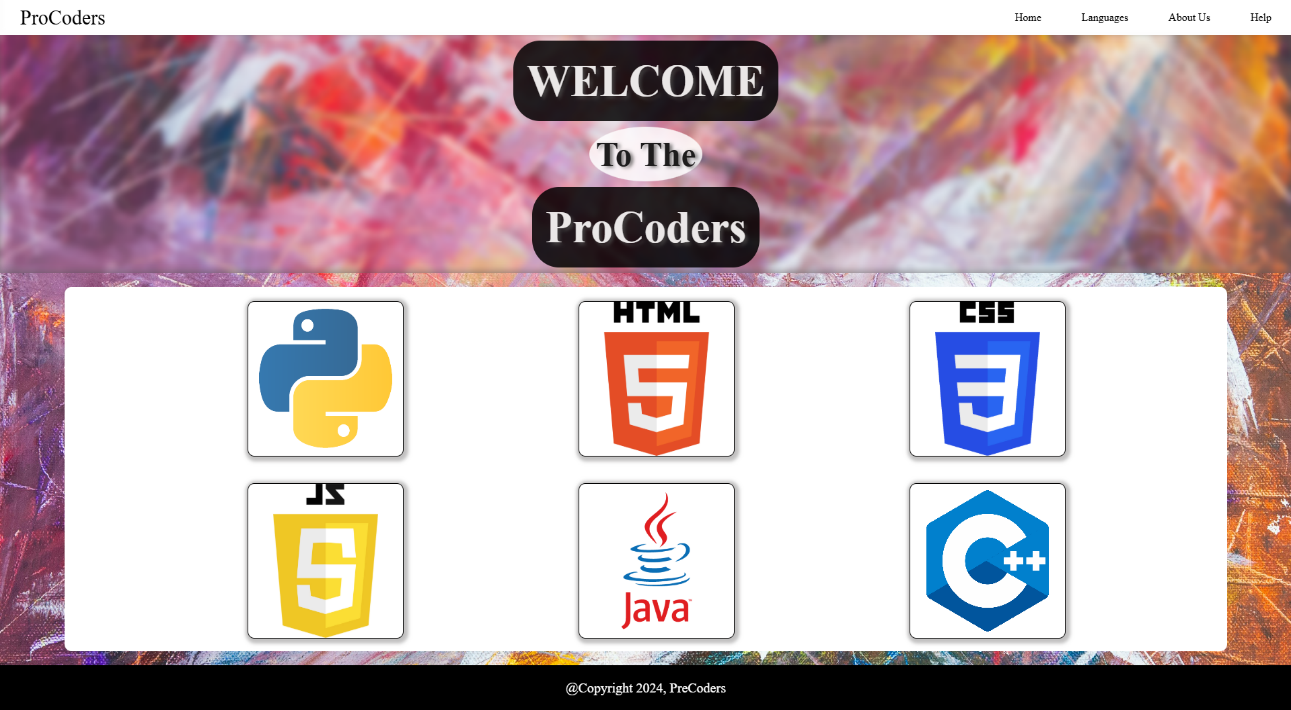 ProCoders
Home Languages About Us Help
WELCOME
To The
ProCoders
HTML
5
CSS
3
JS
5
Java™
C++
@Copyright 2024, PreCoders